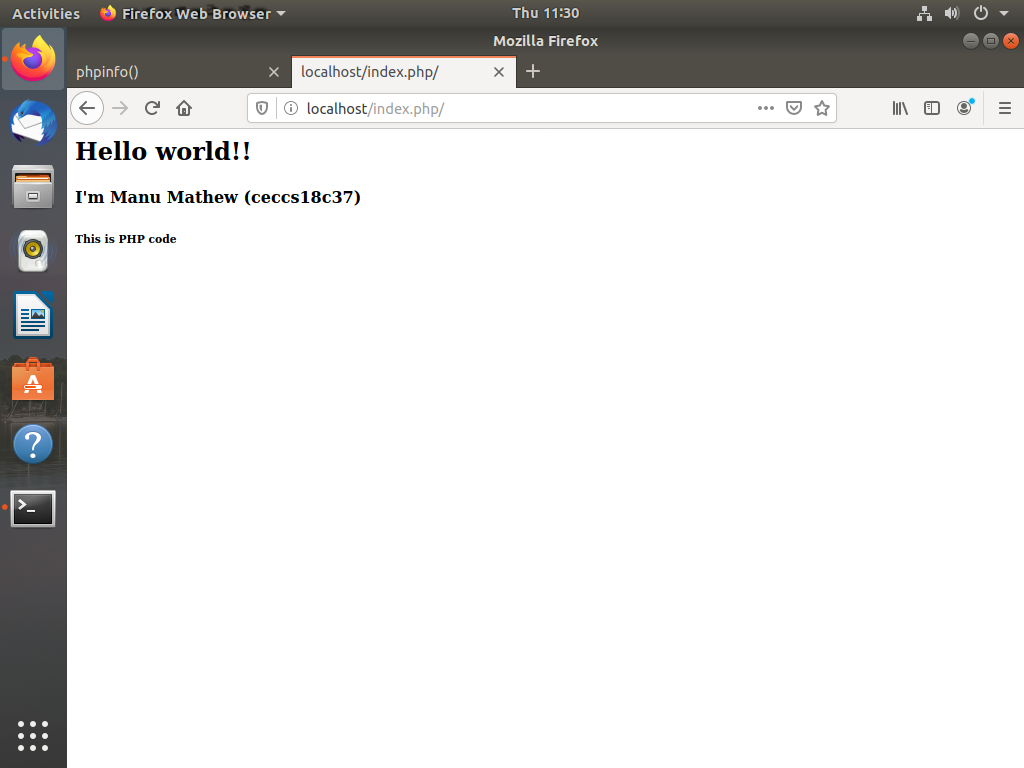 Activities Firefox Web Browser Thu 11:30
Mozilla Firefox
phpinfo() localhost/index.php/
localhost/index.php/
Hello world!!
I'm Manu Mathew (ceccs18c37)
This is PHP code